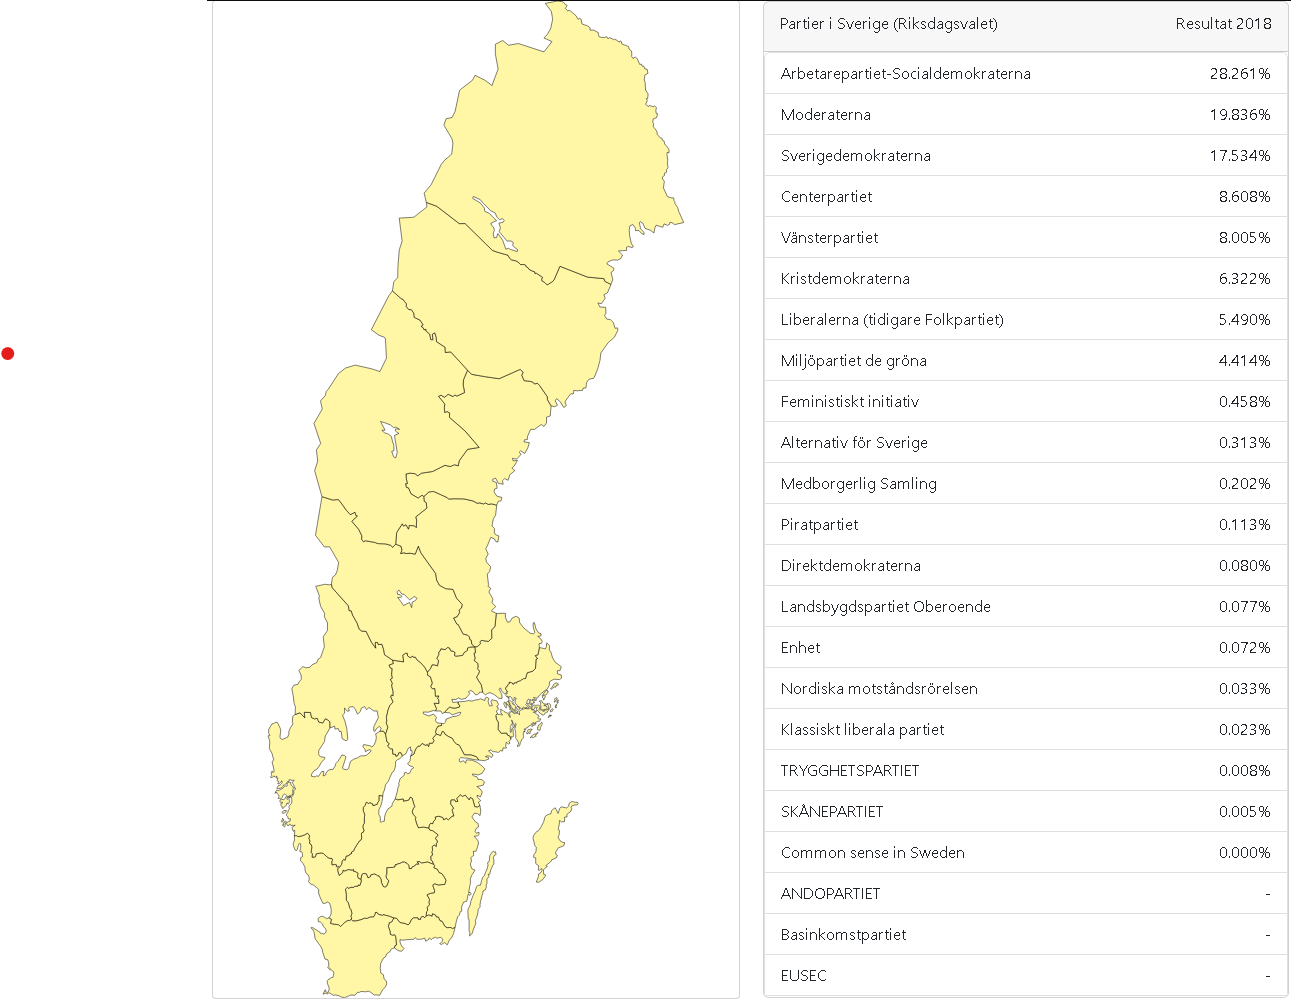 Partier i Sverige (Riksdagsvalet) Resultat 2018
Arbetarepartiet-Socialdemokraterna 28.261%
Moderaterna 19.836%
Sverigedemokraterna 17.534%
Centerpartiet 8.608%
Vänsterpartiet 8.005%
Kristdemokraterna 6.322%
Liberalerna (tidigare Folkpartiet) 5.490%
Miljöpartiet de gröna 4.414%
Feministiskt initiativ 0.458%
Alternativ för Sverige 0.313%
Medborgerlig Samling 0.202%
Piratpartiet 0.113%
Direktdemokraterna 0.080%
Landsbygdspartiet Oberoende 0.077%
Enhet 0.072%
Nordiska motståndsrörelsen 0.033%
Klassiskt liberala partiet 0.023%
TRYGGHETSPARTIET 0.008%
SKÅNEPARTIET 0.005%
Common sense in Sweden 0.000%
ANDOPARTIET -
Basinkomstpartiet -
EUSEC -